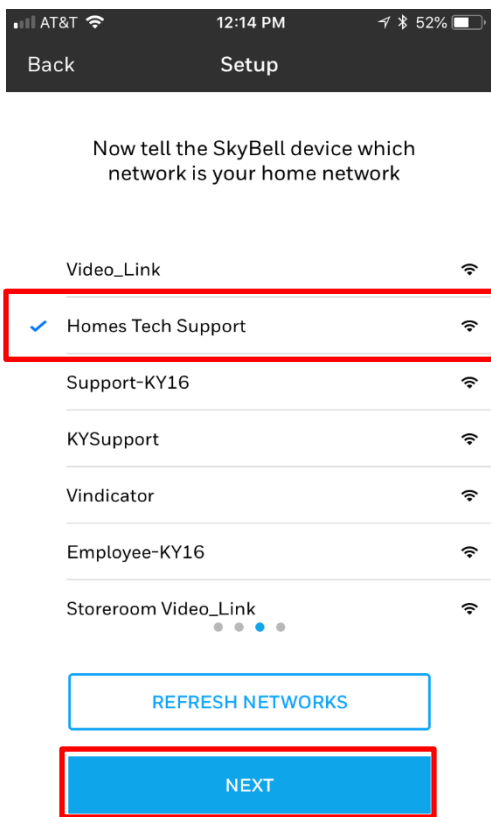 AT&T 12:14 PM 52%
Back Setup
Now tell the SkyBell device which
network is your home network
Video_Link
Homes Tech Support
Support-KY16
KYSupport
Vindicator
Employee-KY16
Storeroom Video_Link
REFRESH NETWORKS
NEXT